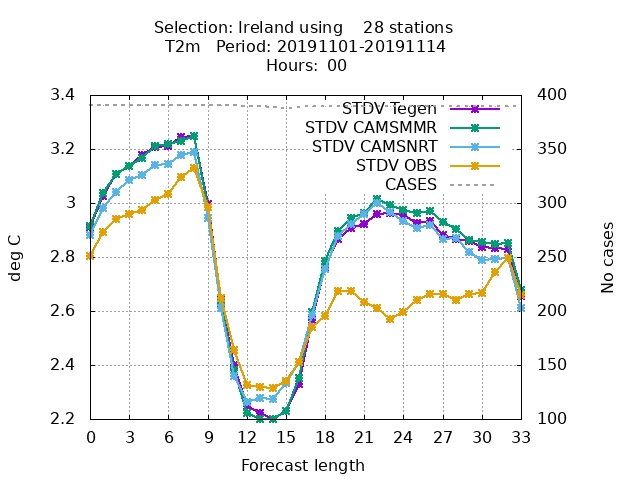 Selection: Ireland using    28 stations
T2m   Period: 20191101-20191114
Hours:  00
3.4
3.2
3
2.8
2.6
2.4
2.2
deg C
400
350
300
250
200
150
100
No cases
STDV Tegen
STDV CAMSMMR
STDV CAMSNRT
STDV OBS
CASES
0 3 6 9 12 15 18 21 24 27 30 33
Forecast length